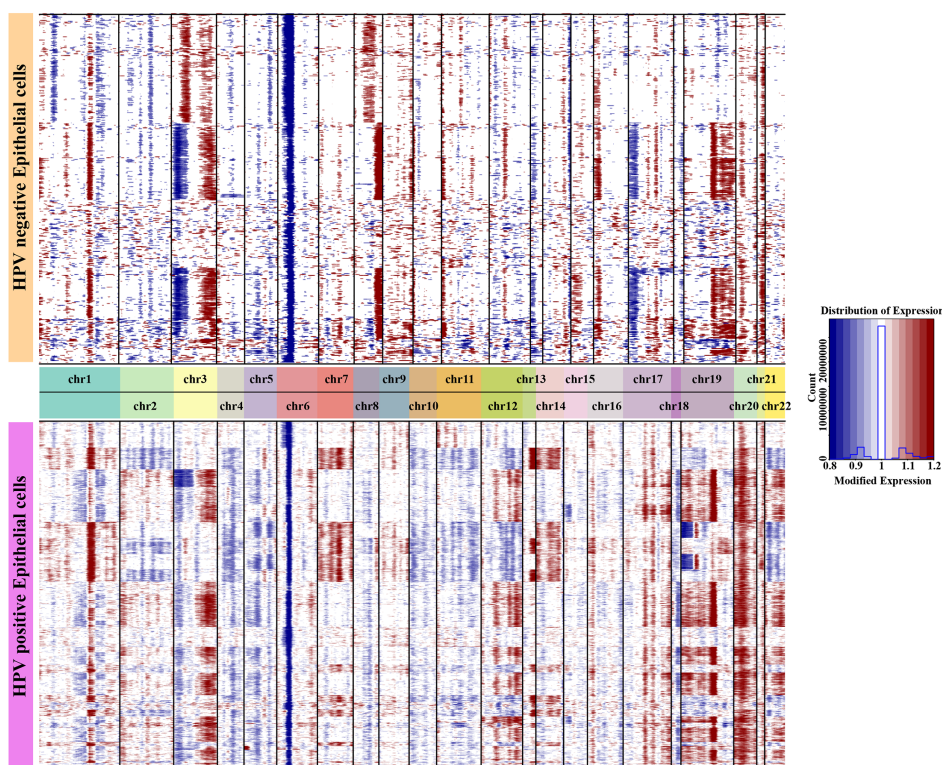 HPV negative Epithelial cells
chr1 chr3 chr5 chr7 chr9 chr11 chr13 chr15 chr17 chr19 chr21
chr2 chr4 chr6 chr8 chr10 chr12 chr14 chr16 chr18 chr20 chr22
HPV positive Epithelial cells
Distribution of Expression
Count
0 10000000 20000000
0.8 0.9 1 1.1 1.2
Modified Expression